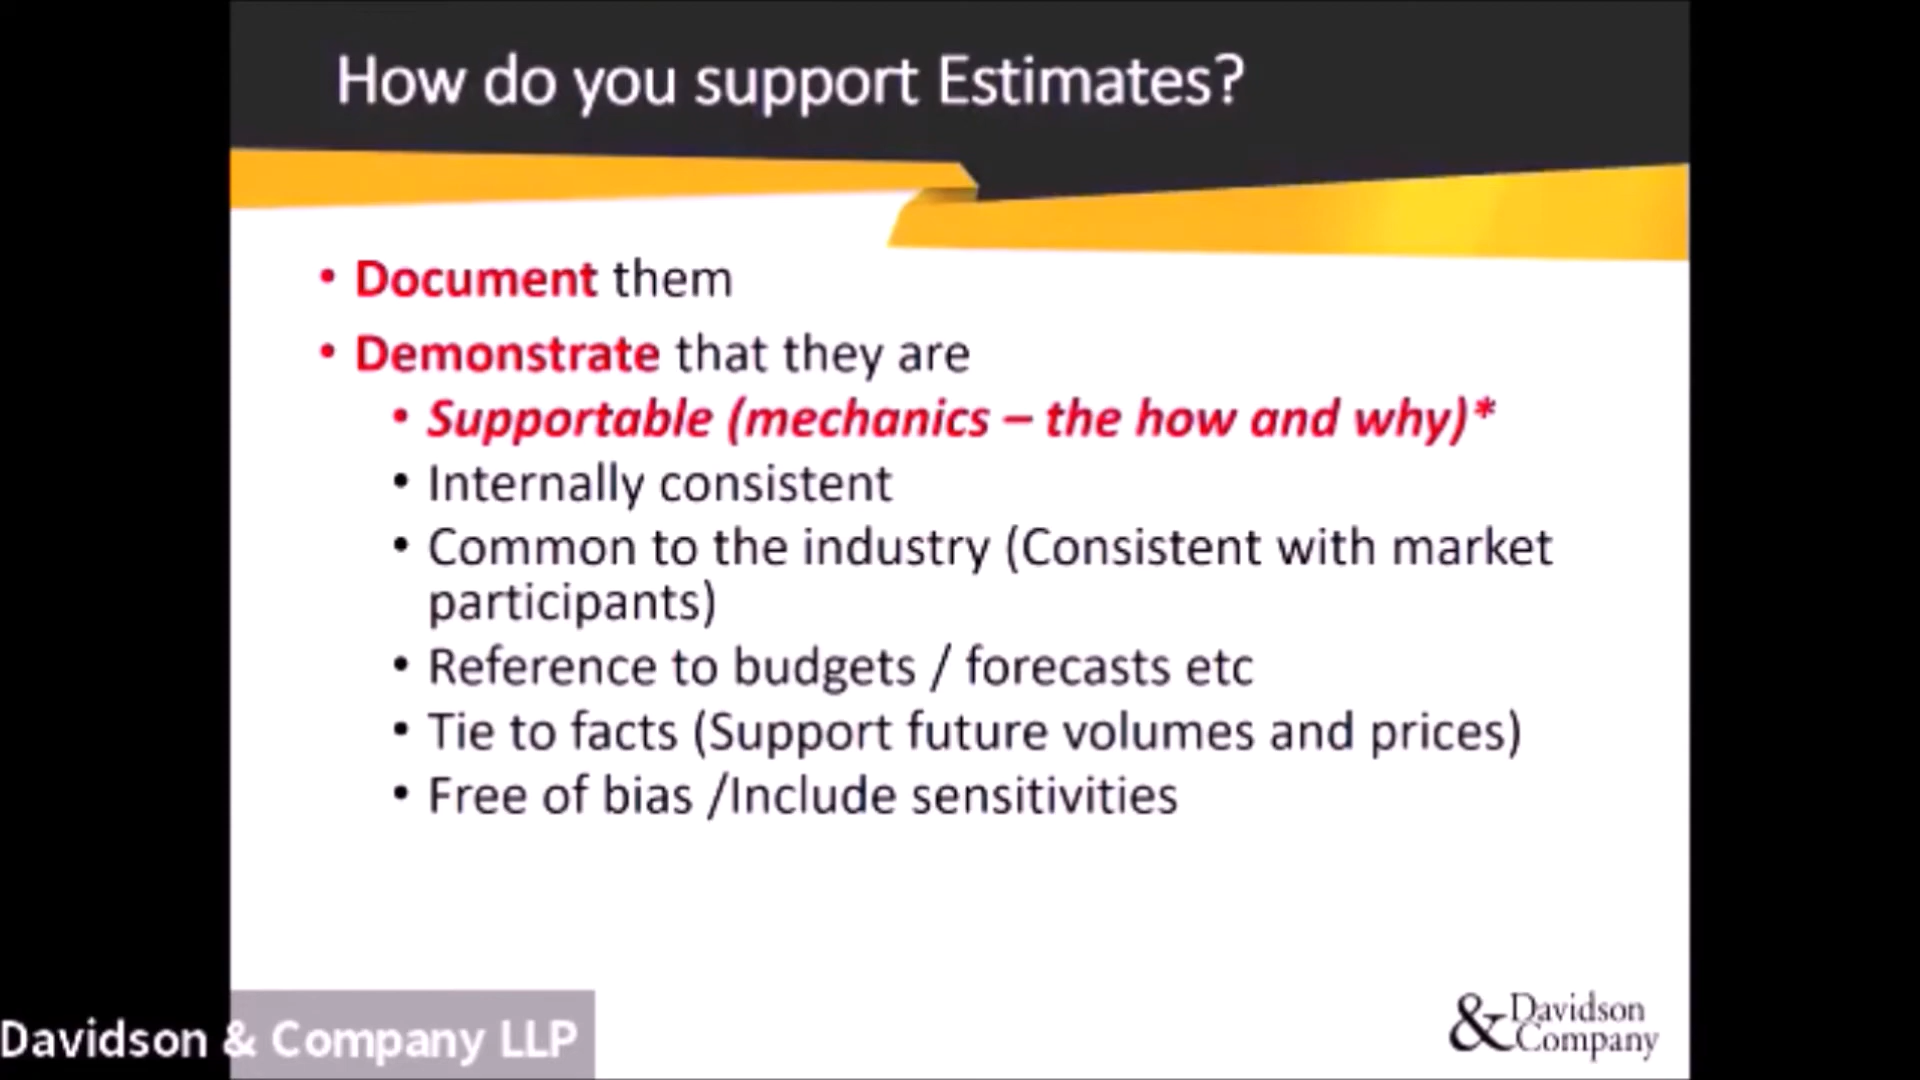 How do you support Estimates?
• Document them
• Demonstrate that they are
• Supportable (mechanics – the how and why)*
• Internally consistent
• Common to the industry (Consistent with market
participants)
• Reference to budgets / forecasts etc
• Tie to facts (Support future volumes and prices)
• Free of bias /Include sensitivities
Davidson & Company LLP
& Davidson
Company